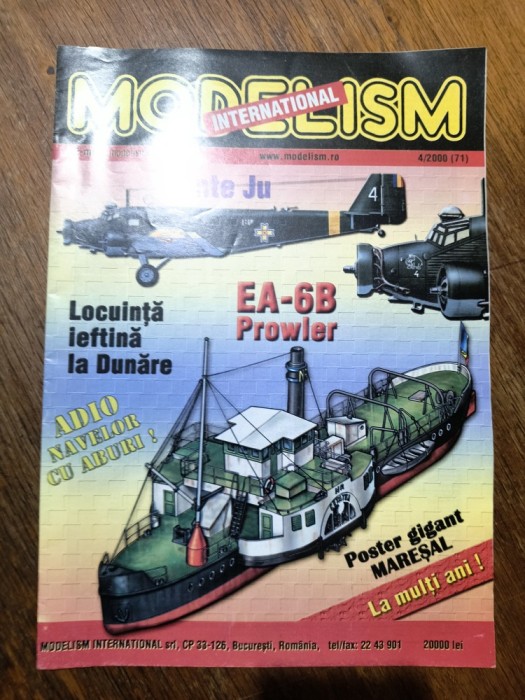 MODELISM
INTERNATIONAL
www.modelism.ro
4/2000 (71)
Ju
4
4
Locuință
ieftină
la Dunăre
EA-6B
Prowler
ADIO
NAVELOR
CU ABURI !
Poster gigant
MAREȘAL
La mulți ani !
MODELISM INTERNATIONAL srl, CP 33-126, București, România, tel/fax: 22 43 901 20000 lei